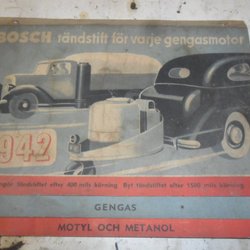 BOSCH tändstift för varje gengasmotor
1942
Rengör tändstiftet efter 400 mils körning Byt tändstiftet efter 1500 mils körning
GENGAS
MOTYL OCH METANOL